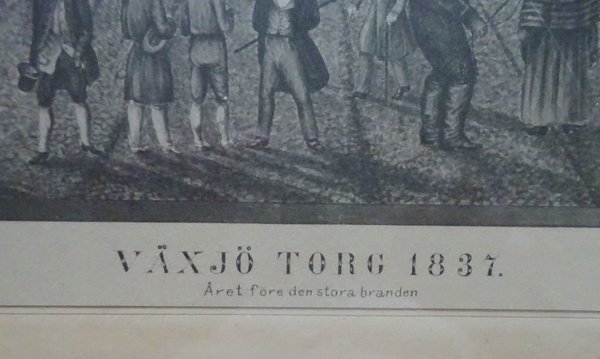 VÄXJÖ TORG 1837.
Året före den stora branden